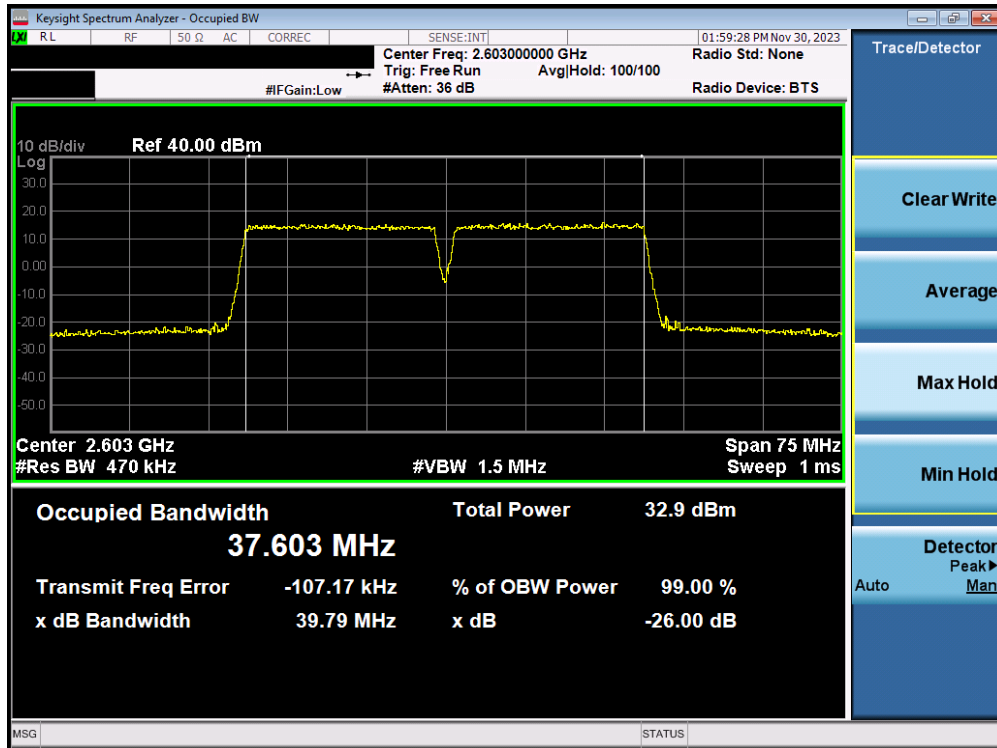 Keysight Spectrum Analyzer - Occupied BW
LXI RL RF 50 Ω AC CORREC SENSE:INT 01:59:28 PM Nov 30, 2023
Center Freq: 2.603000000 GHz Radio Std: None
Trig: Free Run Avg|Hold: 100/100
#IFGain:Low #Atten: 36 dB Radio Device: BTS
10 dB/div Ref 40.00 dBm
Log
30.0
20.0
10.0
0.00
-10.0
-20.0
-30.0
-40.0
-50.0
Center 2.603 GHz Span 75 MHz
#Res BW 470 kHz #VBW 1.5 MHz Sweep 1 ms
Occupied Bandwidth Total Power 32.9 dBm
37.603 MHz
Transmit Freq Error -107.17 kHz % of OBW Power 99.00 %
x dB Bandwidth 39.79 MHz x dB -26.00 dB
MSG STATUS
Trace/Detector
Clear Write
Average
Max Hold
Min Hold
Detector
Peak▶
Auto Man